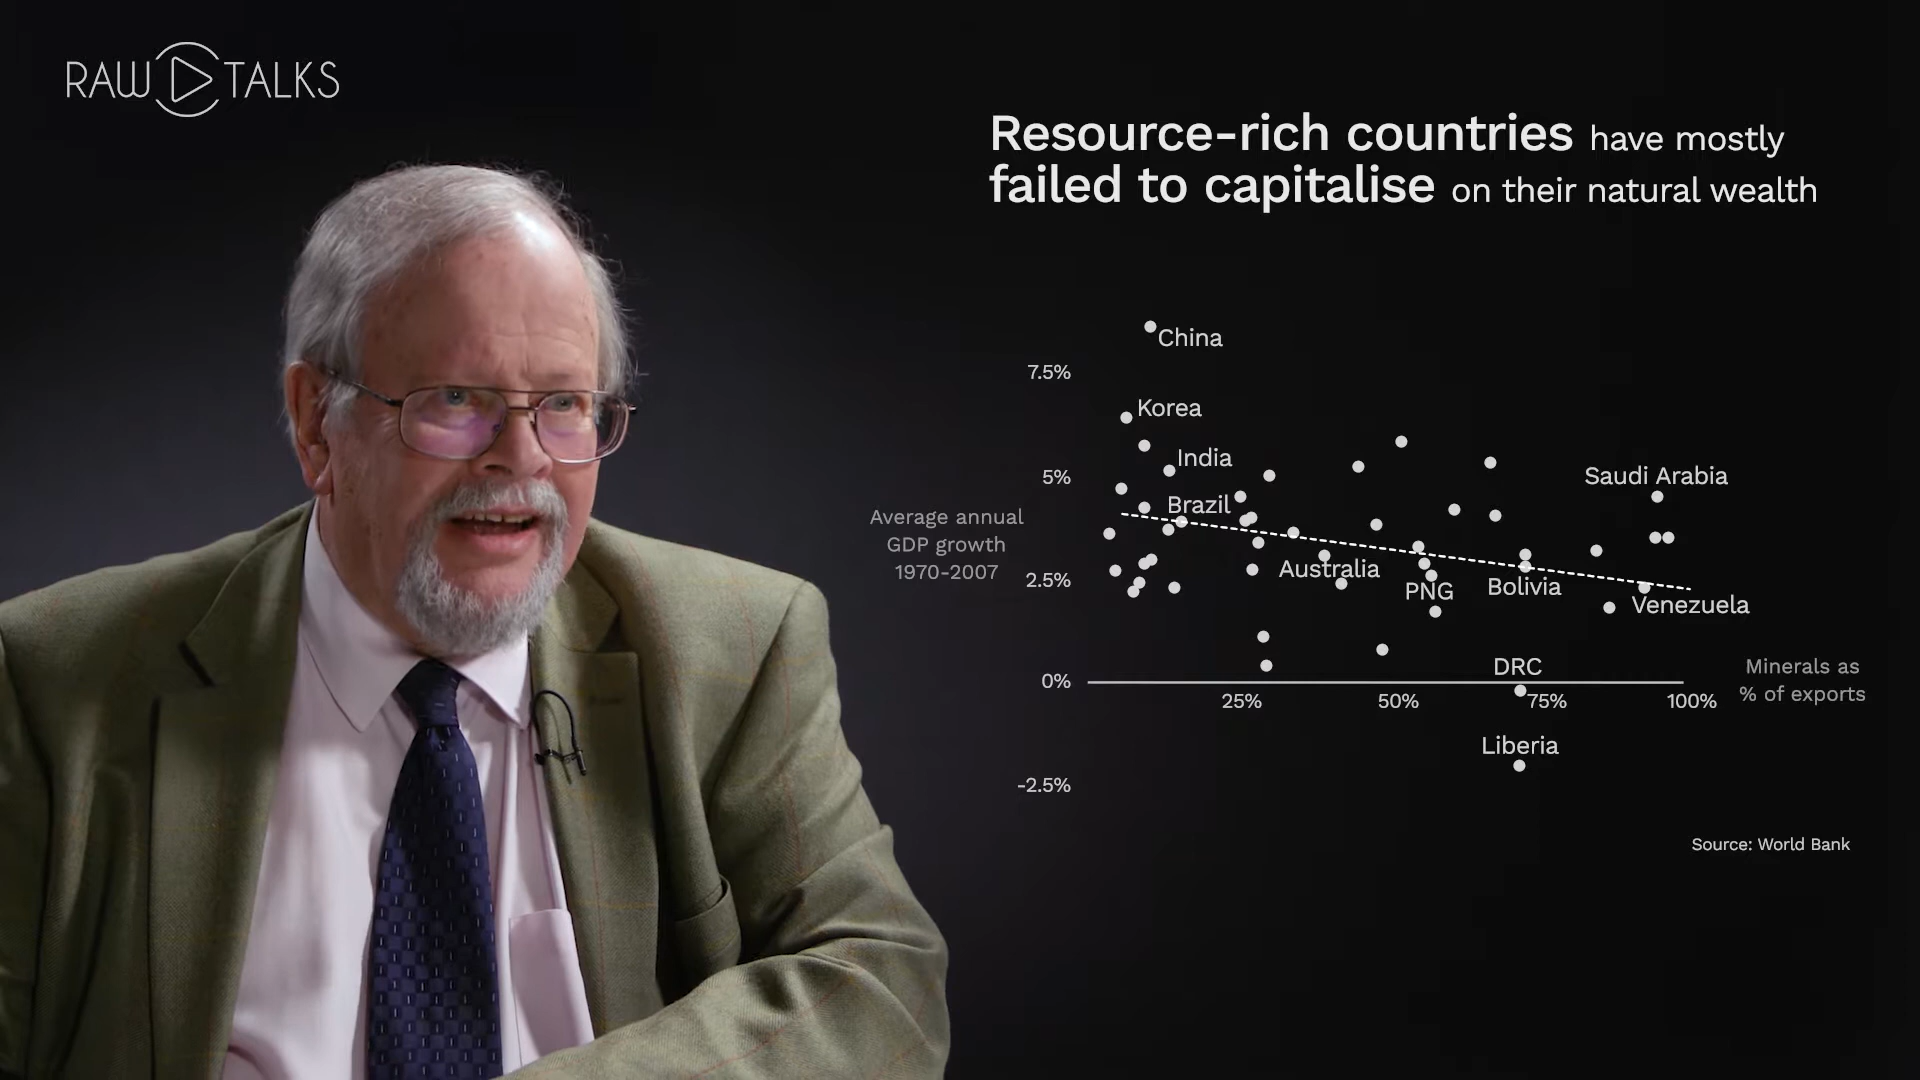 RAW TALKS
Resource-rich countries have mostly
failed to capitalise on their natural wealth
China
7.5%
Korea
India
Saudi Arabia
5%
Brazil
Average annual
GDP growth
1970-2007
Australia
2.5%
PNG
Bolivia
Venezuela
DRC
0%
Minerals as
% of exports
25%
50%
75%
100%
Liberia
-2.5%
Source: World Bank